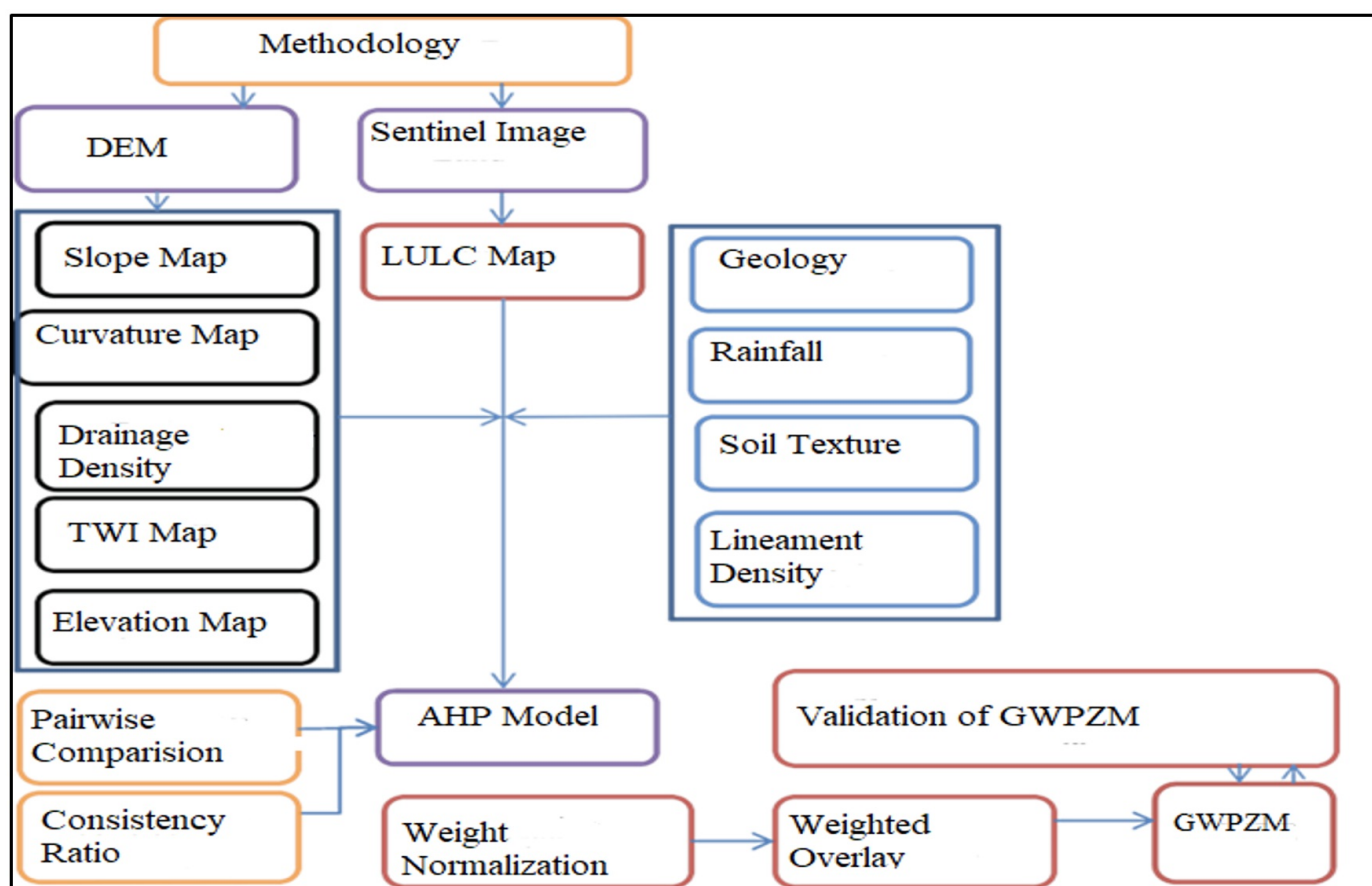 Methodology
DEM
Sentinel Image
Slope Map
Curvature Map
Drainage
Density
TWI Map
Elevation Map
LULC Map
Geology
Rainfall
Soil Texture
Lineament
Density
Pairwise
Comparision
Consistency
Ratio
AHP Model
Weight
Normalization
Weighted
Overlay
Validation of GWPZM
GWPZM